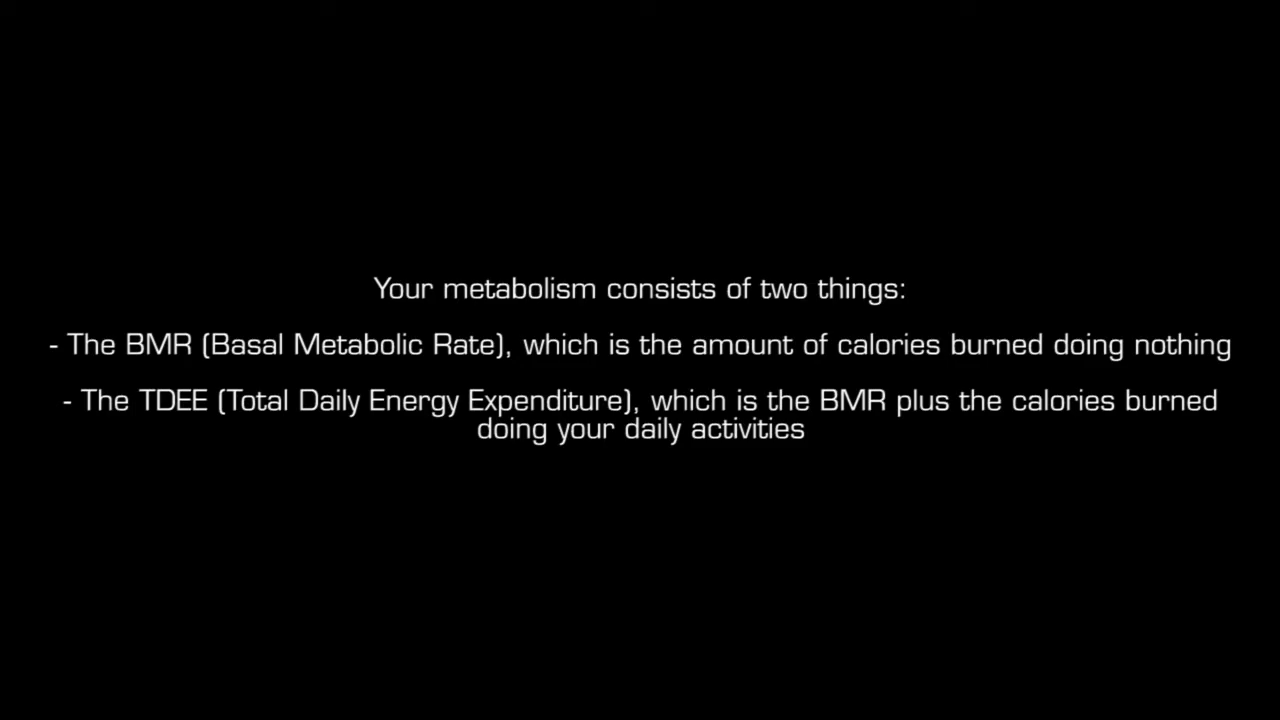 Your metabolism consists of two things:
- The BMR (Basal Metabolic Rate), which is the amount of calories burned doing nothing
- The TDEE (Total Daily Energy Expenditure), which is the BMR plus the calories burned
doing your daily activities